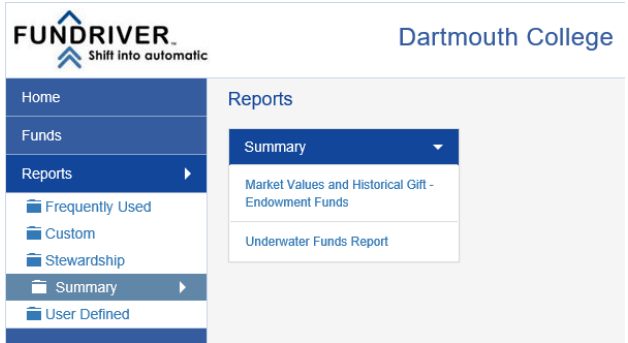 FUNDRIVER™
Shift into automatic
Dartmouth College
Home
Funds
Reports
Frequently Used
Custom
Stewardship
Summary
User Defined
Reports
Summary
Market Values and Historical Gift -
Endowment Funds
Underwater Funds Report